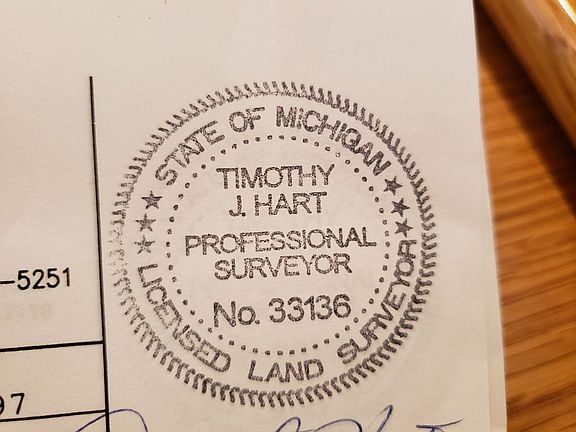 STATE OF MICHIGAN
TIMOTHY
J. HART
PROFESSIONAL
SURVEYOR
No. 33136
LICENSED LAND SURVEYOR
-5251
97